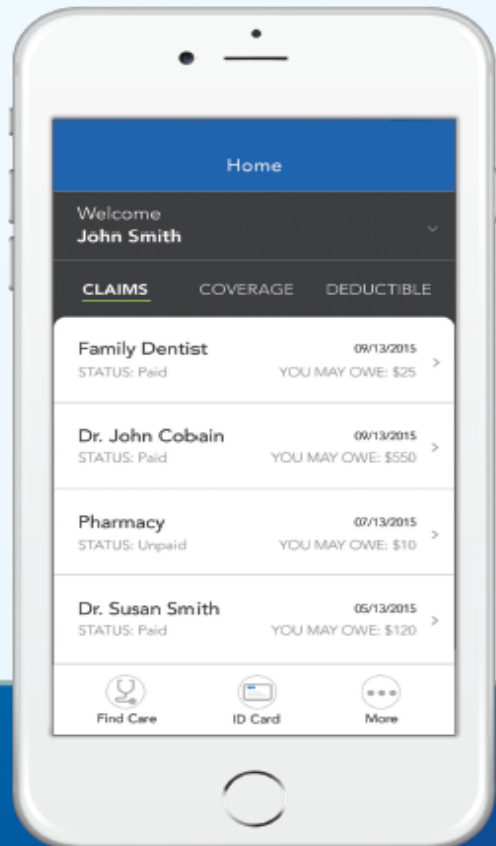 Home
Welcome
John Smith
CLAIMS COVERAGE DEDUCTIBLE
Family Dentist 09/13/2015
STATUS: Paid YOU MAY OWE: $25
Dr. John Cobain 09/13/2015
STATUS: Paid YOU MAY OWE: $550
Pharmacy 07/13/2015
STATUS: Unpaid YOU MAY OWE: $10
Dr. Susan Smith 05/13/2015
STATUS: Paid YOU MAY OWE: $120
Find Care ID Card More